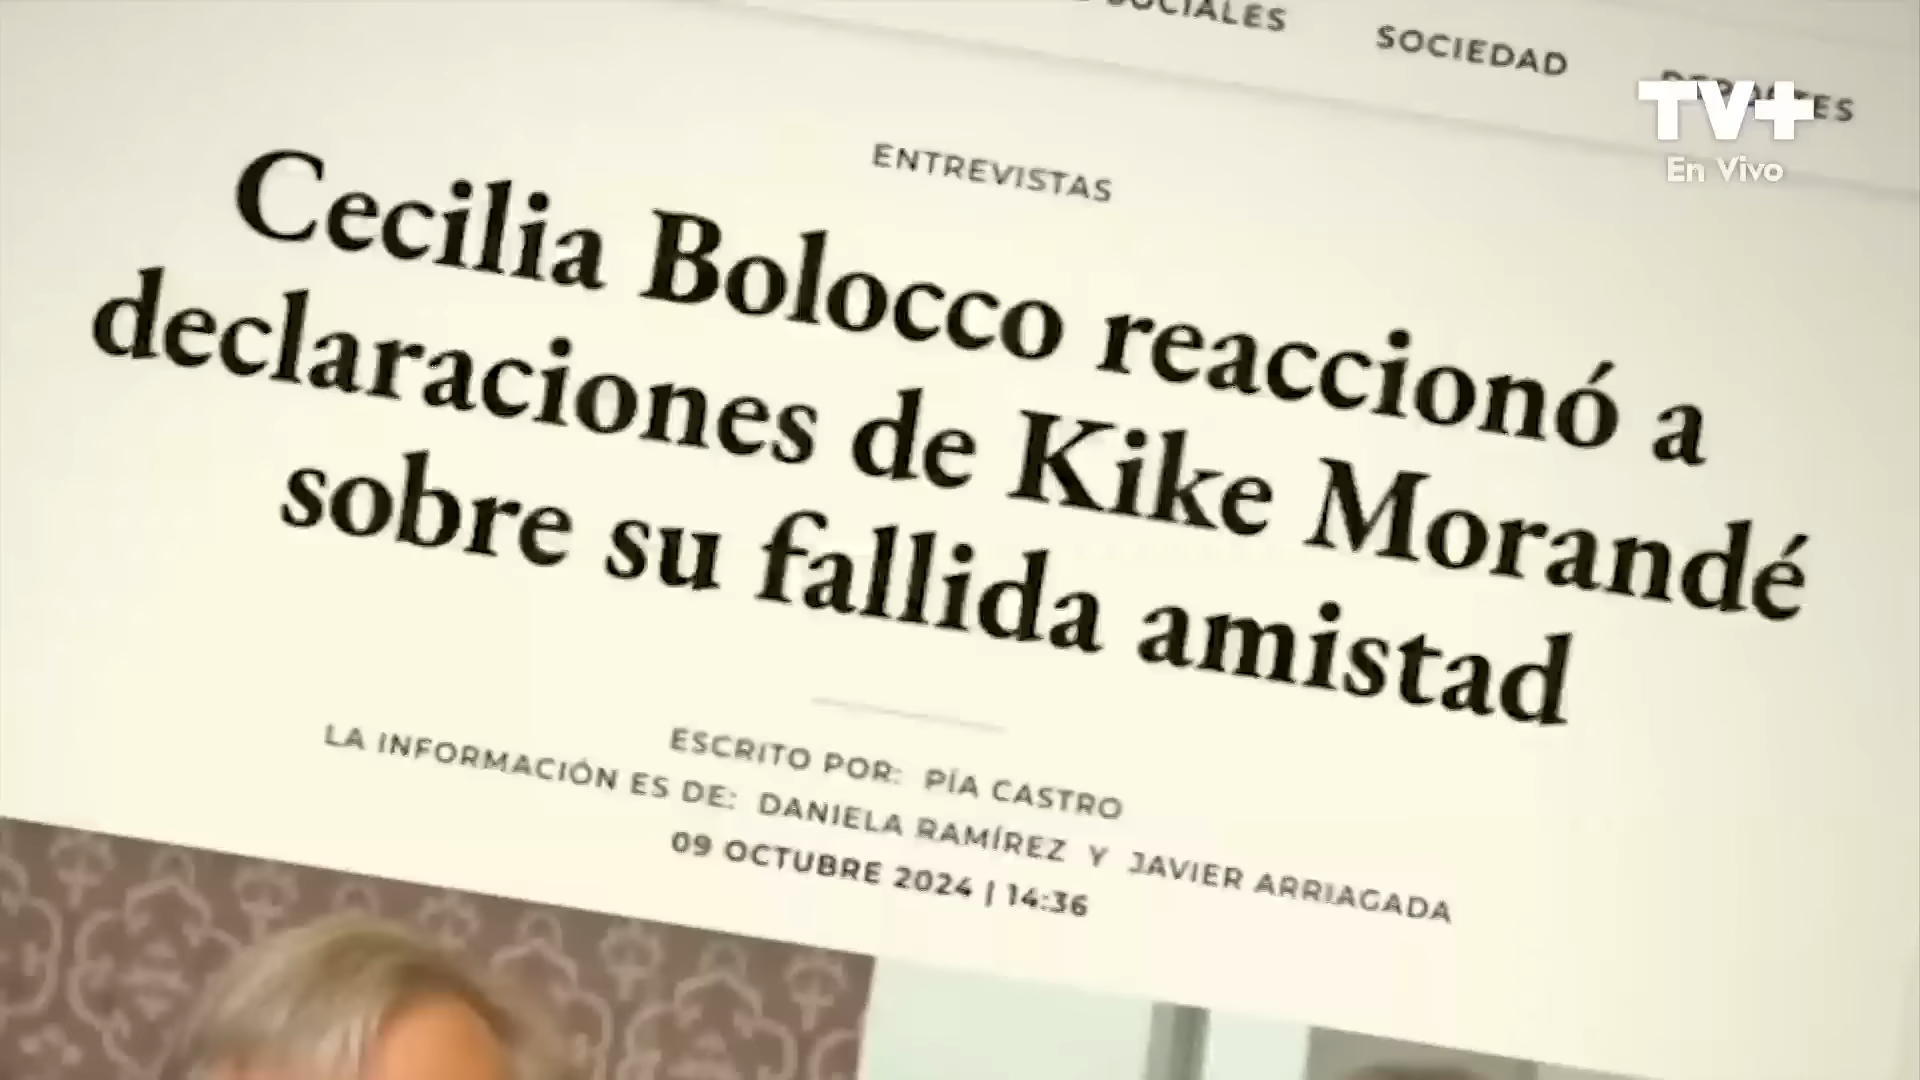 SOCIALES
SOCIEDAD
DEPORTES
TV+
En Vivo
ENTREVISTAS
Cecilia Bolocco reaccionó a
declaraciones de Kike Morandé
sobre su fallida amistad
ESCRITO POR: PÍA CASTRO
LA INFORMACIÓN ES DE: DANIELA RAMÍREZ Y JAVIER ARRIAGADA
09 OCTUBRE 2024 | 14:36